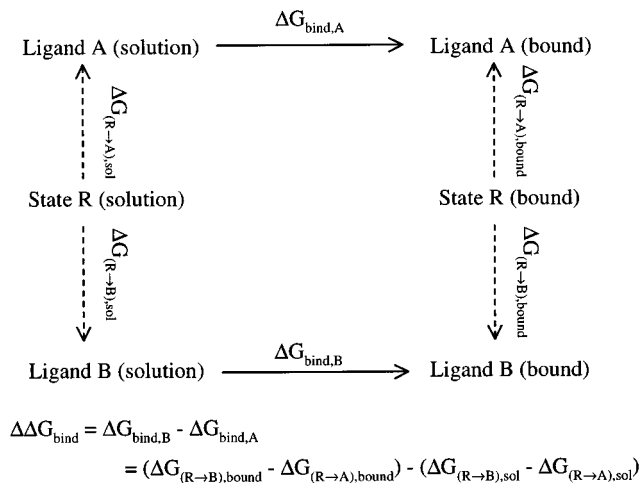 ΔG_bind,A
Ligand A (solution) Ligand A (bound)
ΔG_(R→A),sol ΔG_(R→A),bound
State R (solution) State R (bound)
ΔG_(R→B),sol ΔG_(R→B),bound
ΔG_bind,B
Ligand B (solution) Ligand B (bound)
ΔΔG_bind = ΔG_bind,B - ΔG_bind,A
= (ΔG_(R→B),bound - ΔG_(R→A),bound) - (ΔG_(R→B),sol - ΔG_(R→A),sol)